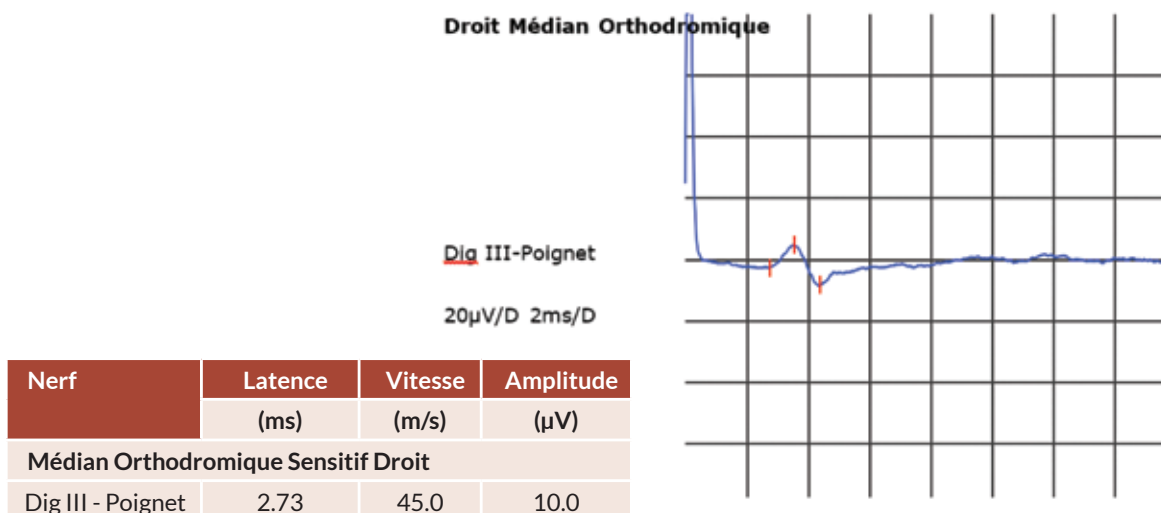 Droit Médian Orthodromique
Dig III-Poignet
20µV/D 2ms/D
Nerf Latence Vitesse Amplitude
(ms) (m/s) (µV)
Médian Orthodromique Sensitif Droit
Dig III - Poignet 2.73 45.0 10.0